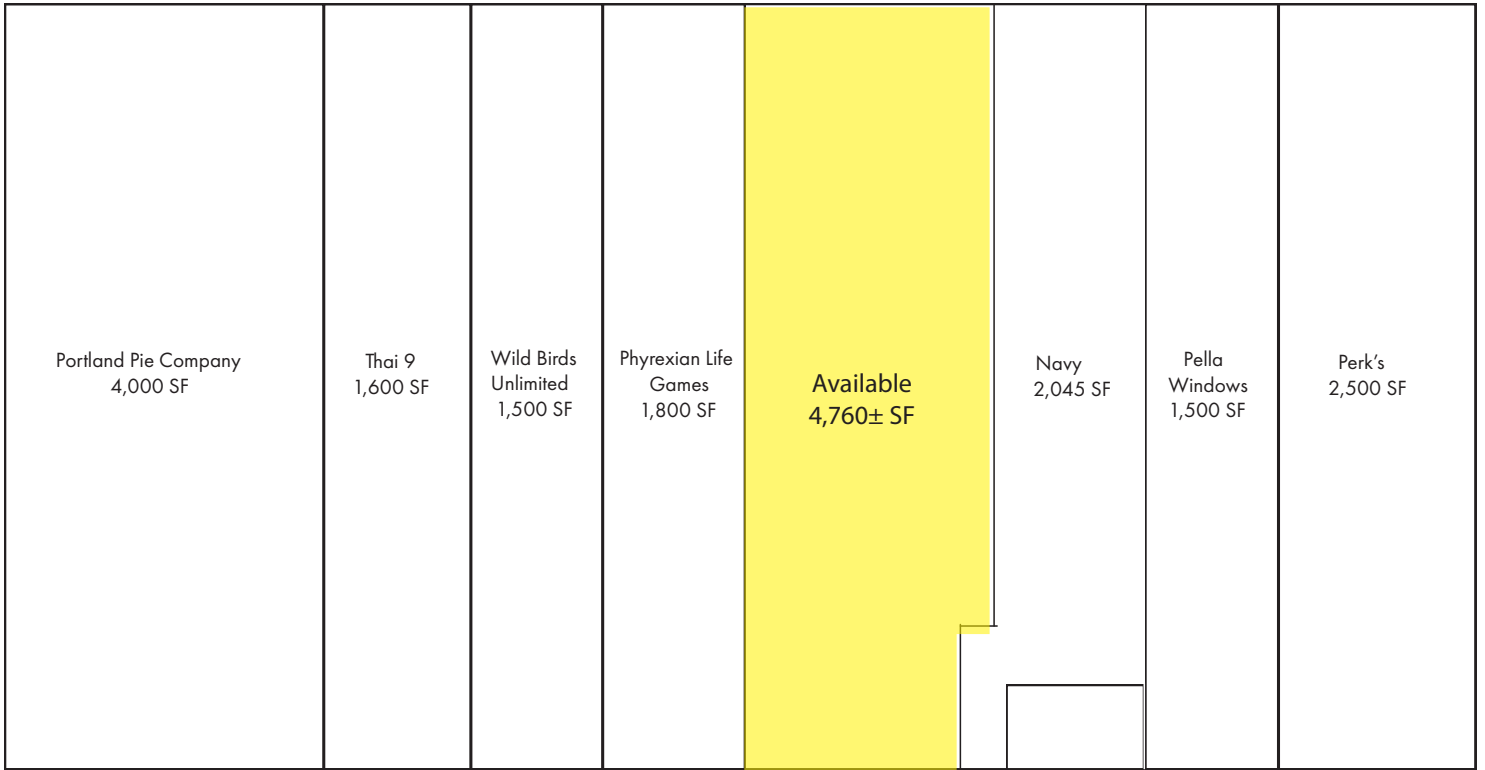 Portland Pie Company
4,000 SF
Thai 9
1,600 SF
Wild Birds
Unlimited
1,500 SF
Phyrexian Life
Games
1,800 SF
Available
4,760± SF
Navy
2,045 SF
Pella
Windows
1,500 SF
Perk's
2,500 SF